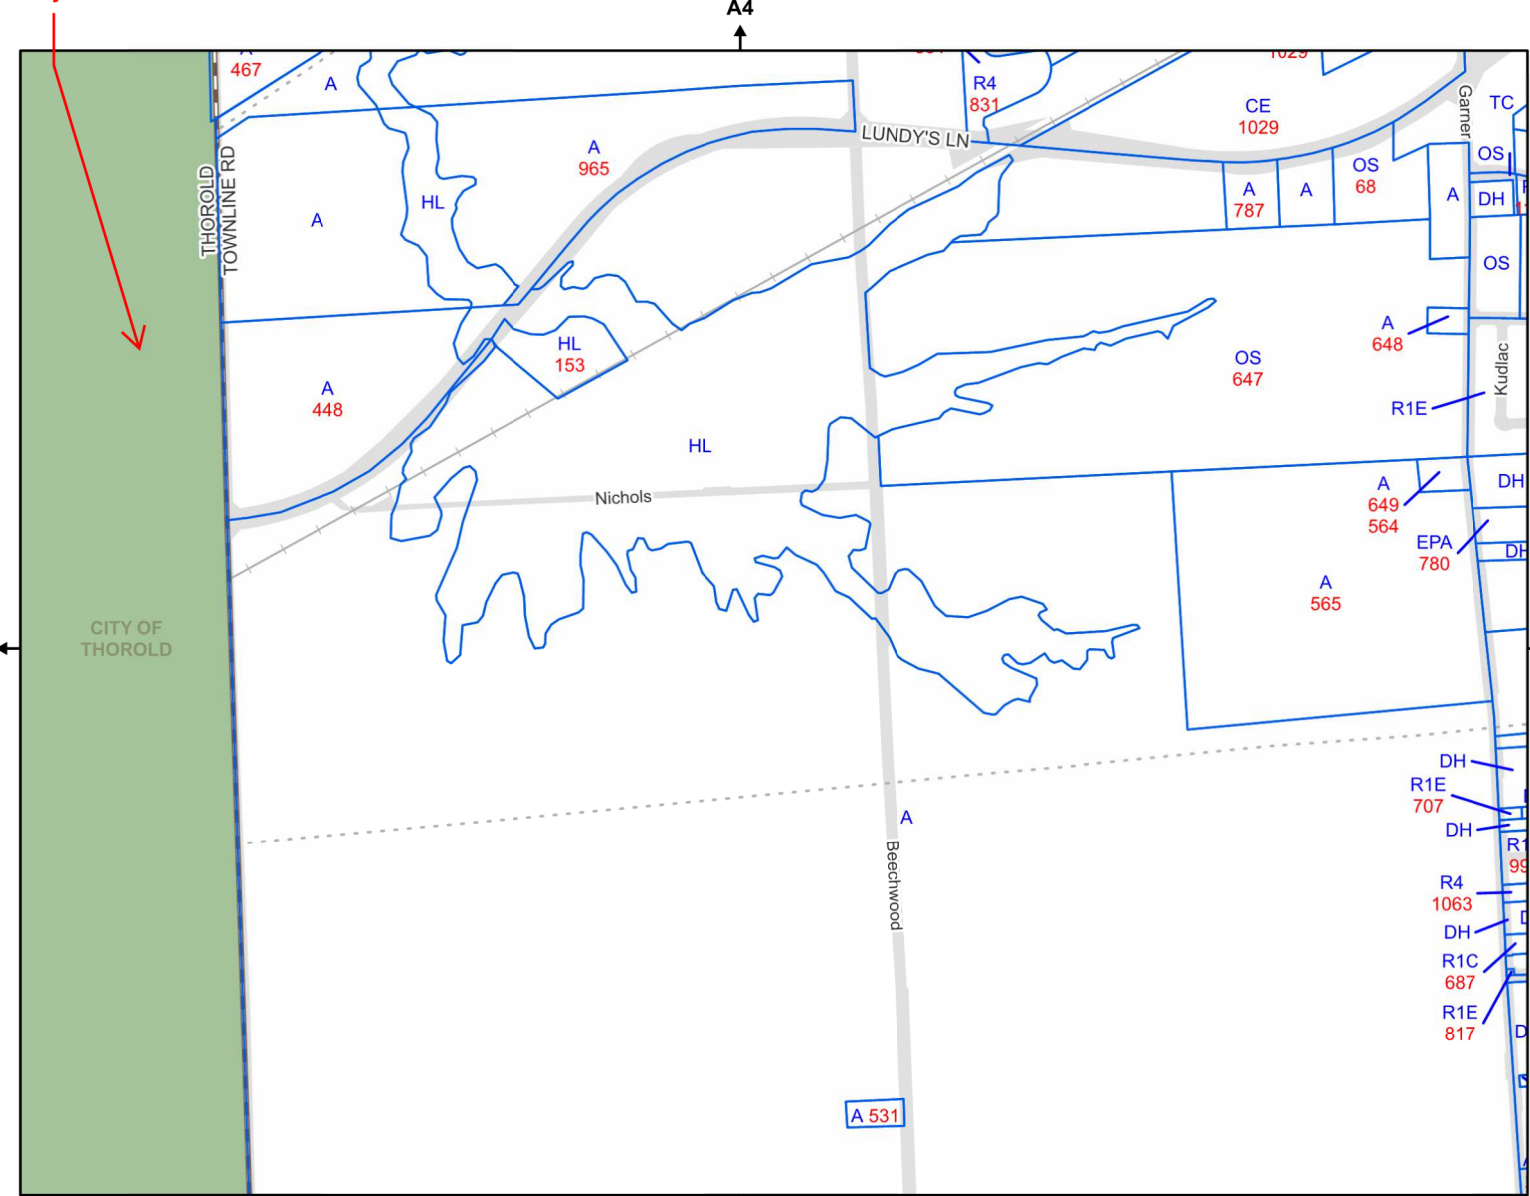 A4
467
A
R4
831
1029
CE
1029
Garner
TC
LUNDY'S LN
A
965
THOROLD
TOWNLINE RD
HL
A
OS
68
A
787
A
A
OS
DH
OS
A
648
HL
153
OS
647
Kudlac
A
448
R1E
HL
Nichols
A
649
564
DH
EPA
780
DH
A
565
CITY OF
THOROLD
DH
R1E
707
DH
A
Beechwood
R4
1063
DH
R1C
687
R1E
817
A 531